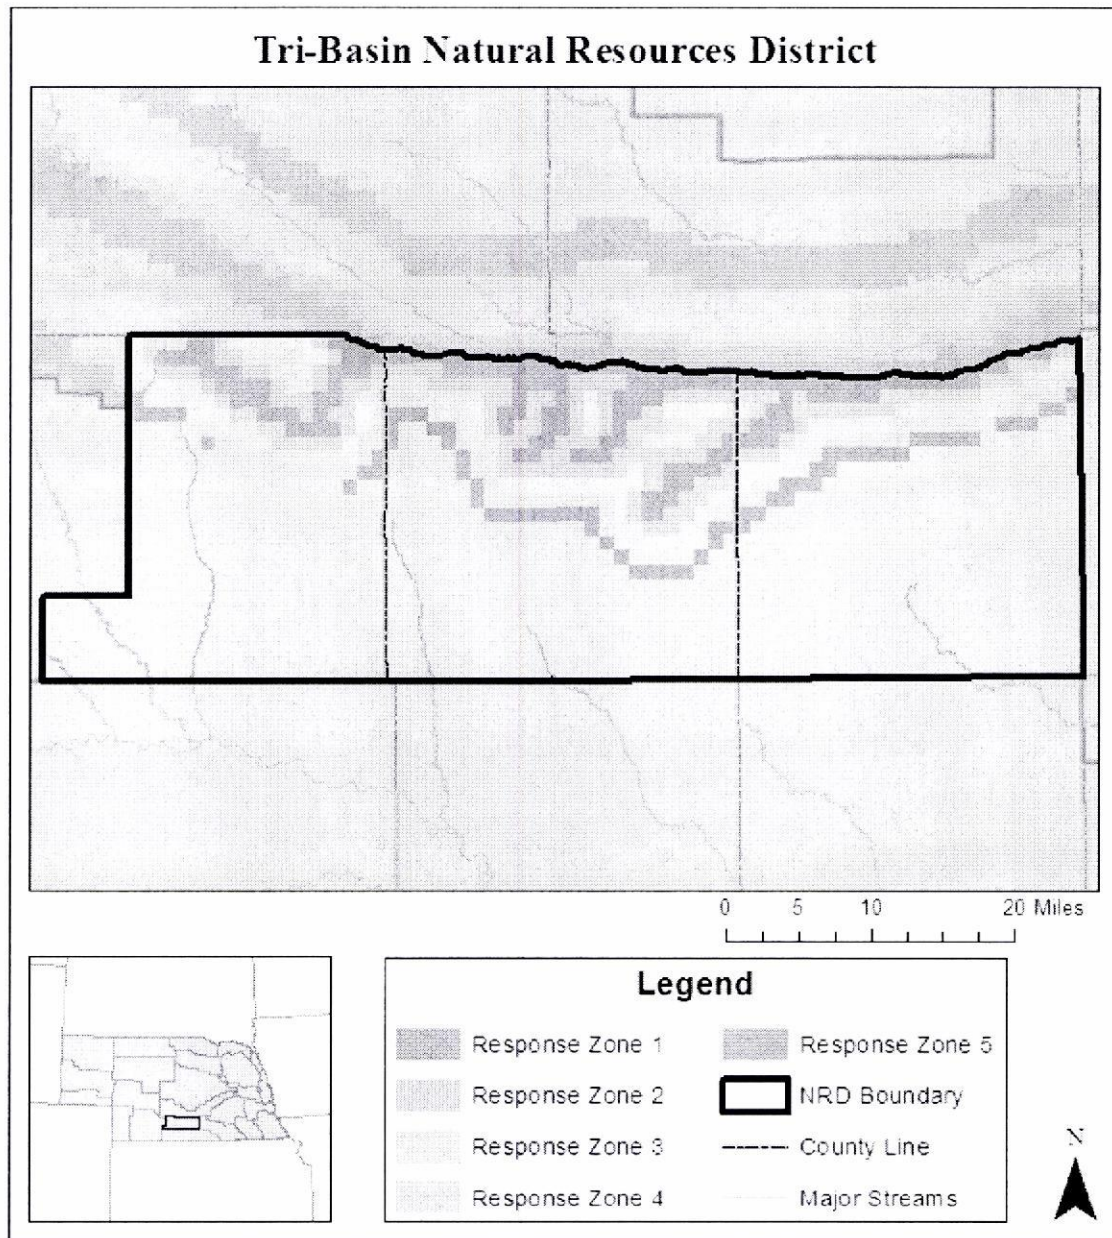 Tri-Basin Natural Resources District
0 5 10 20 Miles
Legend
Response Zone 1
Response Zone 2
Response Zone 3
Response Zone 4
Response Zone 5
NRD Boundary
County Line
Major Streams
N